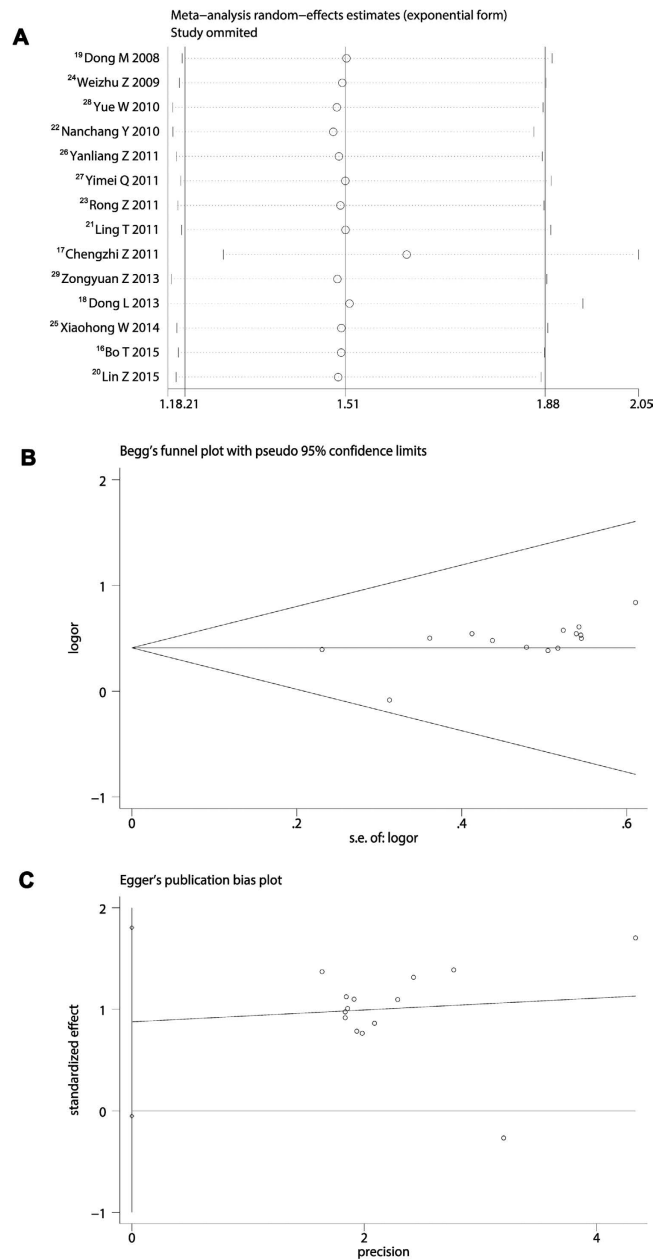 A
Meta−analysis random−effects estimates (exponential form)
Study ommited
19Dong M 2008
24Weizhu Z 2009
28Yue W 2010
22Nanchang Y 2010
26Yanliang Z 2011
27Yimei Q 2011
23Rong Z 2011
21Ling T 2011
17Chengzhi Z 2011
29Zongyuan Z 2013
18Dong L 2013
25Xiaohong W 2014
16Bo T 2015
20Lin Z 2015
1.18 1.21 1.51 1.88 2.05
B
Begg's funnel plot with pseudo 95% confidence limits
2
1
0
−1
logor
0 .2 .4 .6
s.e. of: logor
C
Egger's publication bias plot
2
1
0
−1
standardized effect
0 2 4
precision